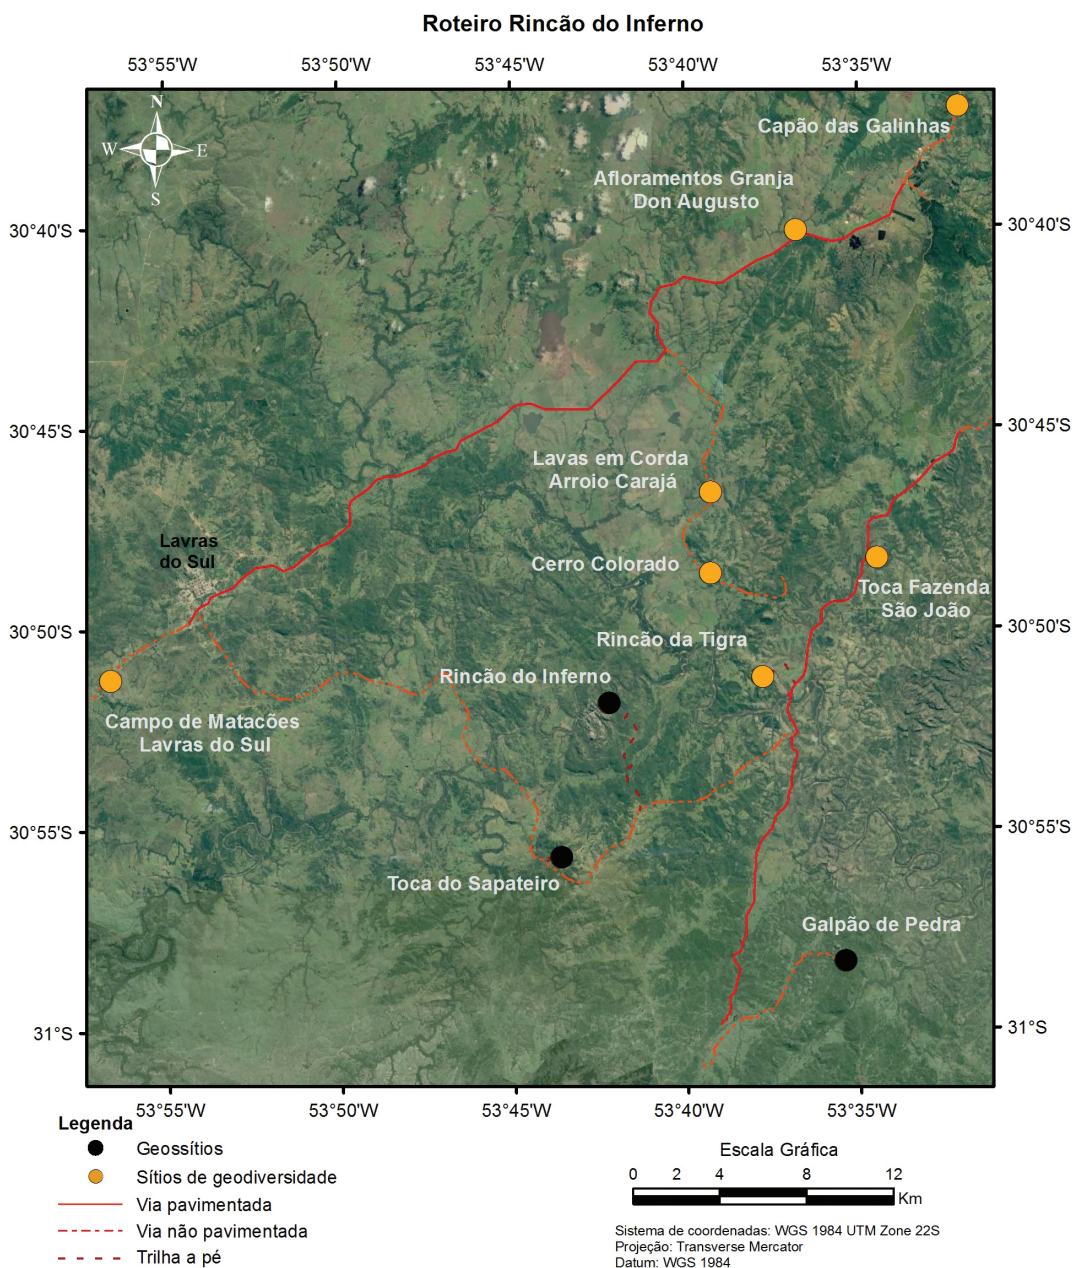 Roteiro Rincão do Inferno
53°55'W 53°50'W 53°45'W 53°40'W 53°35'W
N
W E
S
Capão das Galinhas
Afloramentos Granja
Don Augusto
30°40'S 30°40'S
30°45'S 30°45'S
Lavas em Corda
Arroio Carajá
Lavras
do Sul
Cerro Colorado
Toca Fazenda
São João
30°50'S 30°50'S
Rincão da Tigra
Rincão do Inferno
Campo de Matacões
Lavras do Sul
30°55'S 30°55'S
Toca do Sapateiro
Galpão de Pedra
31°S 31°S
53°55'W 53°50'W 53°45'W 53°40'W 53°35'W
Legenda
Geossítios
Sítios de geodiversidade
Via pavimentada
Via não pavimentada
Trilha a pé
Escala Gráfica
0 2 4 8 12
Km
Sistema de coordenadas: WGS 1984 UTM Zone 22S
Projeção: Transverse Mercator
Datum: WGS 1984